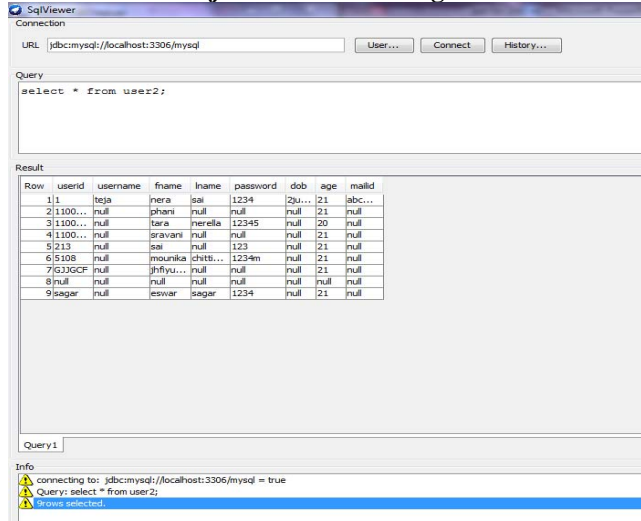 SqlViewer
Connection
URL jdbc:mysql://localhost:3306/mysql User... Connect History...
Query
select * from user2;
Result
Row userid username fname lname password dob age mailid
1 1 teja nera sai 1234 2ju... 21 abc...
2 1100... null phani null null null 21 null
3 1100... null tara nerella 12345 null 20 null
4 1100... null sravani null null null 21 null
5 213 null sai null 123 null 21 null
6 5108 null mounika chitti... 1234m null 21 null
7 GJJGCF null jhfiyu... null null null 21 null
8 null null null null null null null null
9 sagar null eswar sagar 1234 null 21 null
Query1
Info
connecting to: jdbc:mysql://localhost:3306/mysql = true
Query: select * from user2;
9rows selected.